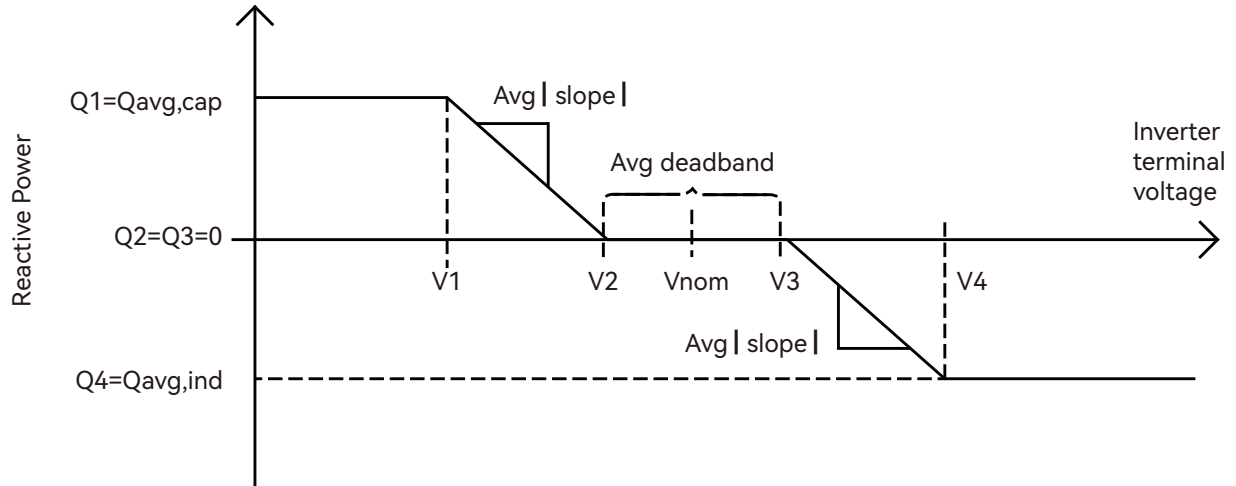 Avg| slope|
Q1=Qavg,cap
Inverter
terminal
voltage
Avg deadband
Reactive Power
Q2=Q3=0
V1
V2
Vnom
V3
V4
Avg| slope|
Q4=Qavg,ind